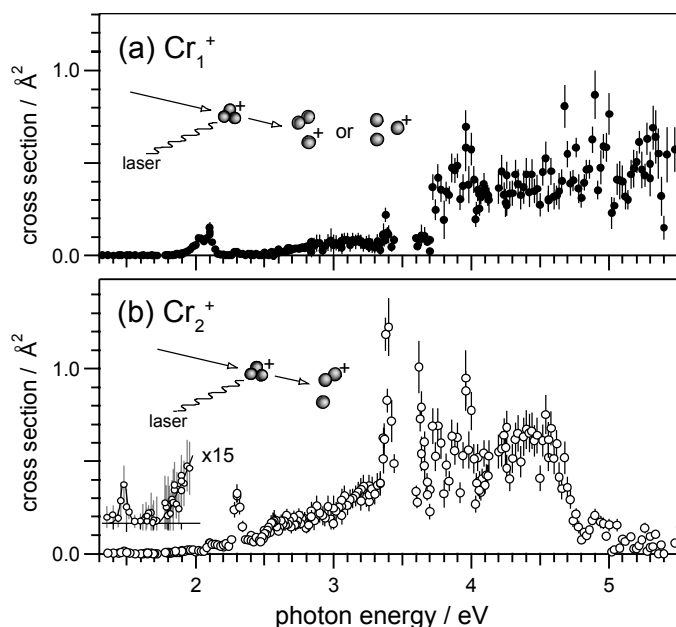 (a) Cr₁⁺
cross section / Å²
1.0
0.0
+
+
or
+
laser
(b) Cr₂⁺
cross section / Å²
1.0
0.0
+
+
laser
x15
2
3
4
5
photon energy / eV